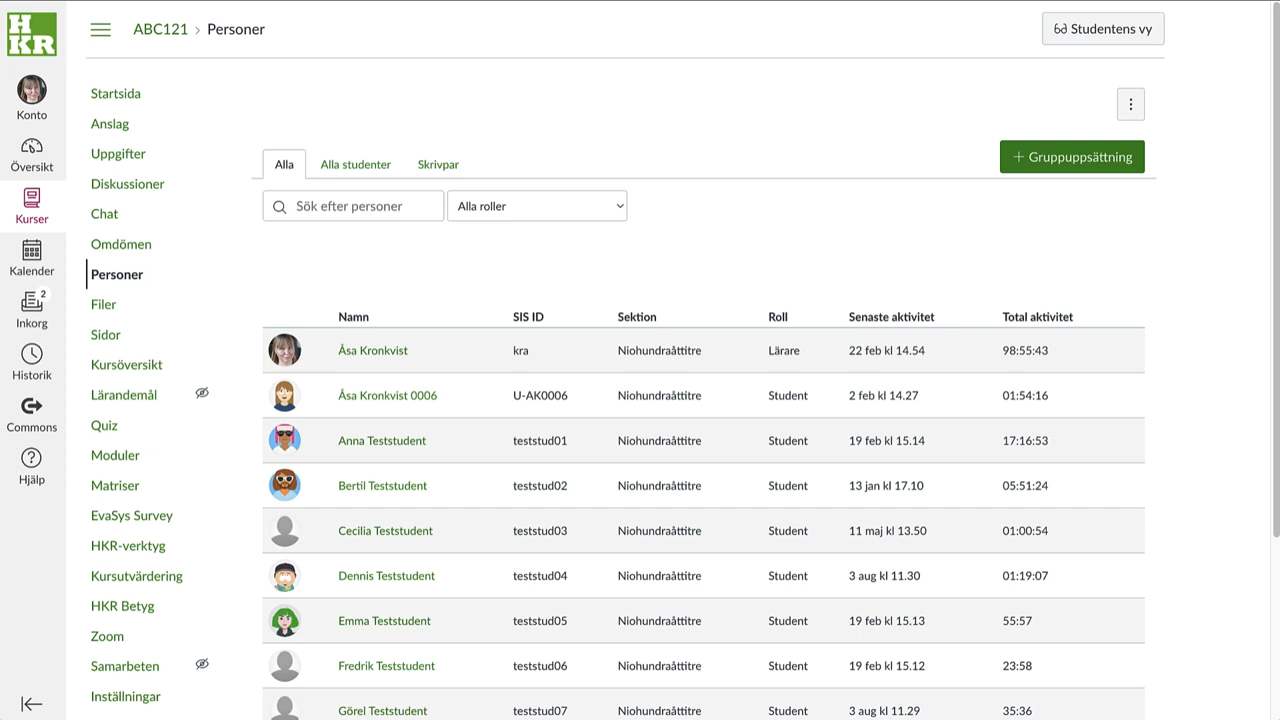 HKR
ABC121 › Personer
Studentens vy
Konto
Översikt
Kurser
Kalender
2
Inkorg
Historik
Commons
Hjälp
Startsida
Anslag
Uppgifter
Diskussioner
Chat
Omdömen
Personer
Filer
Sidor
Kursöversikt
Lärandemål
Quiz
Moduler
Matriser
EvaSys Survey
HKR-verktyg
Kursutvärdering
HKR Betyg
Zoom
Samarbeten
Inställningar
Alla Alla studenter Skrivpar
+ Gruppuppsättning
Sök efter personer Alla roller
Namn SIS ID Sektion Roll Senaste aktivitet Total aktivitet
Åsa Kronkvist kra Niohundraåttitre Lärare 22 feb kl 14.54 98:55:43
Åsa Kronkvist 0006 U-AK0006 Niohundraåttitre Student 2 feb kl 14.27 01:54:16
Anna Teststudent teststud01 Niohundraåttitre Student 19 feb kl 15.14 17:16:53
Bertil Teststudent teststud02 Niohundraåttitre Student 13 jan kl 17.10 05:51:24
Cecilia Teststudent teststud03 Niohundraåttitre Student 11 maj kl 13.50 01:00:54
Dennis Teststudent teststud04 Niohundraåttitre Student 3 aug kl 11.30 01:19:07
Emma Teststudent teststud05 Niohundraåttitre Student 19 feb kl 15.13 55:57
Fredrik Teststudent teststud06 Niohundraåttitre Student 19 feb kl 15.12 23:58
Görel Teststudent teststud07 Niohundraåttitre Student 3 aug kl 11.29 35:36